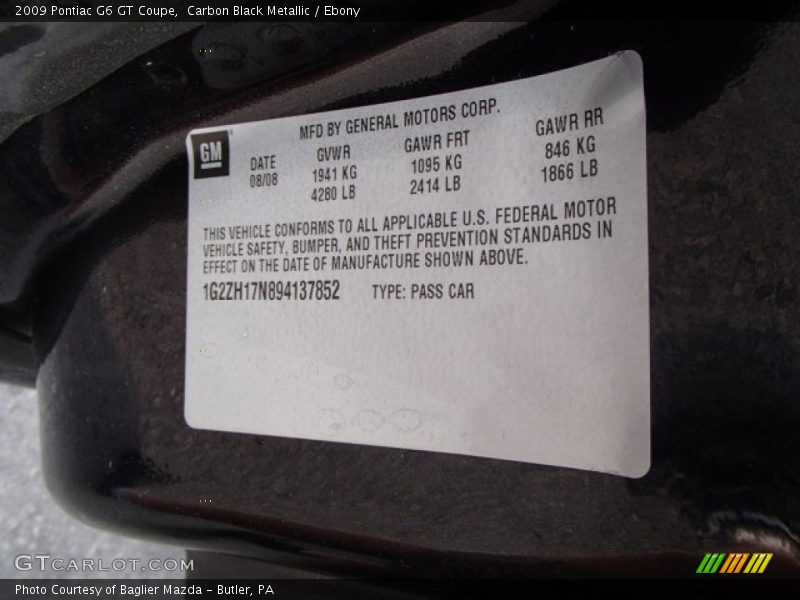 2009 Pontiac G6 GT Coupe, Carbon Black Metallic / Ebony
GM
MFD BY GENERAL MOTORS CORP.
DATE GVWR GAWR FRT GAWR RR
08/08 1941 KG 1095 KG 846 KG
4280 LB 2414 LB 1866 LB
THIS VEHICLE CONFORMS TO ALL APPLICABLE U.S. FEDERAL MOTOR
VEHICLE SAFETY, BUMPER, AND THEFT PREVENTION STANDARDS IN
EFFECT ON THE DATE OF MANUFACTURE SHOWN ABOVE.
1G2ZH17N894137852 TYPE: PASS CAR
GTCARLOT.COM
Photo Courtesy of Baglier Mazda - Butler, PA